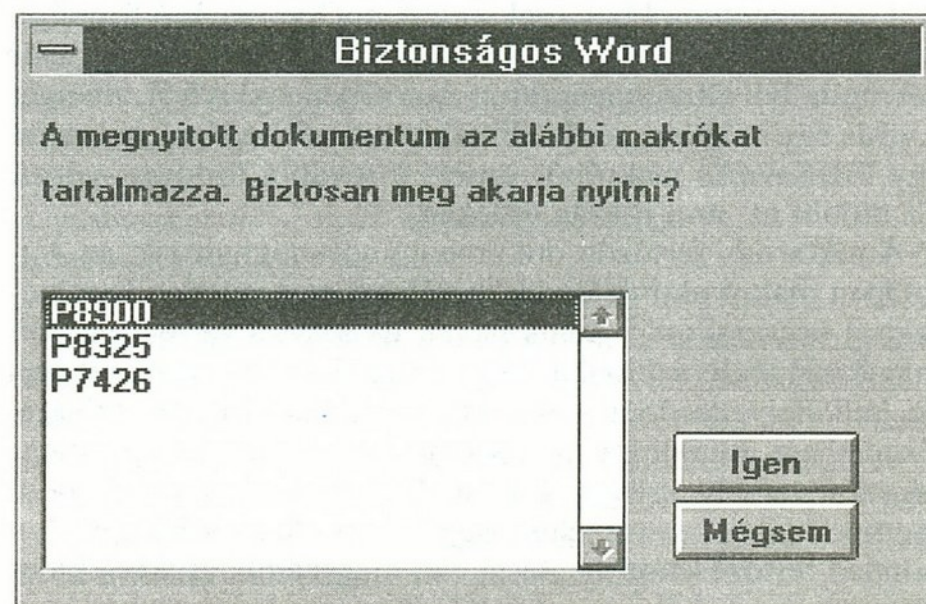 Biztonságos Word
A megnyitott dokumentum az alábbi makrókat
tartalmazza. Biztosan meg akarja nyitni?
P8900
P8325
P7426
Igen
Mégsem